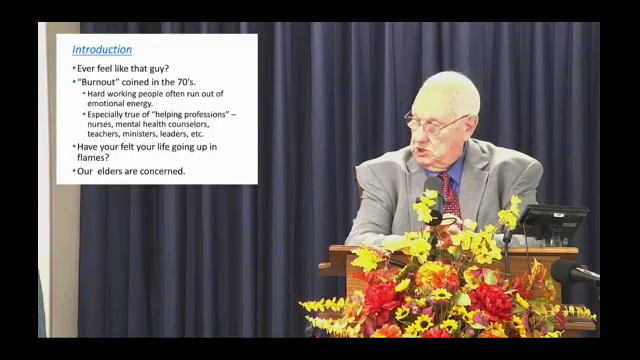 Introduction
• Ever feel like that guy?
• "Burnout" coined in the 70's.
• Hard working people often run out of
emotional energy.
• Especially true of "helping professions" –
nurses, mental health counselors,
teachers, ministers, leaders, etc.
• Have your felt your life going up in
flames?
• Our elders are concerned.